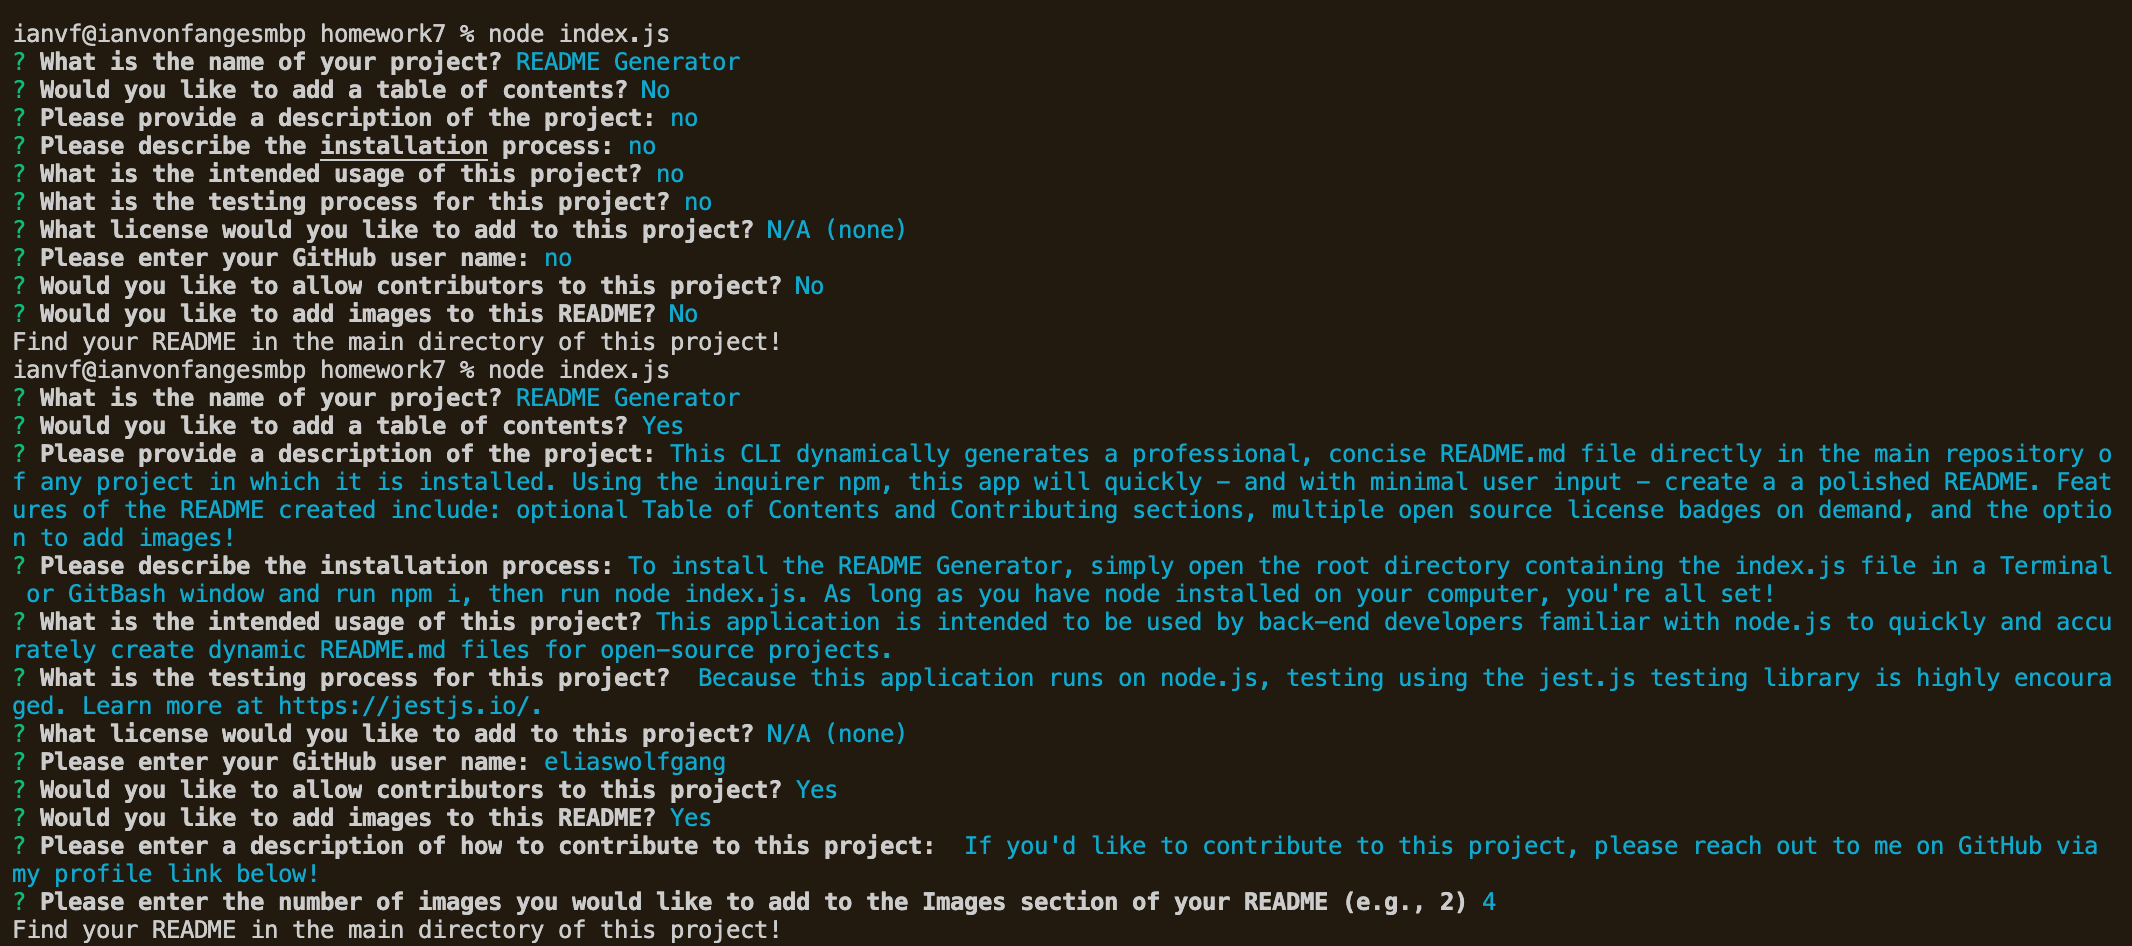 ianvf@ianvonfangesmbp homework7 % node index.js
? What is the name of your project? README Generator
? Would you like to add a table of contents? No
? Please provide a description of the project: no
? Please describe the installation process: no
? What is the intended usage of this project? no
? What is the testing process for this project? no
? What license would you like to add to this project? N/A (none)
? Please enter your GitHub user name: no
? Would you like to allow contributors to this project? No
? Would you like to add images to this README? No
Find your README in the main directory of this project!
ianvf@ianvonfangesmbp homework7 % node index.js
? What is the name of your project? README Generator
? Would you like to add a table of contents? Yes
? Please provide a description of the project: This CLI dynamically generates a professional, concise README.md file directly in the main repository o
f any project in which it is installed. Using the inquirer npm, this app will quickly – and with minimal user input – create a a polished README. Feat
ures of the README created include: optional Table of Contents and Contributing sections, multiple open source license badges on demand, and the optio
n to add images!
? Please describe the installation process: To install the README Generator, simply open the root directory containing the index.js file in a Terminal
 or GitBash window and run npm i, then run node index.js. As long as you have node installed on your computer, you're all set!
? What is the intended usage of this project? This application is intended to be used by back-end developers familiar with node.js to quickly and accu
rately create dynamic README.md files for open-source projects.
? What is the testing process for this project?  Because this application runs on node.js, testing using the jest.js testing library is highly encoura
ged. Learn more at https://jestjs.io/.
? What license would you like to add to this project? N/A (none)
? Please enter your GitHub user name: eliaswolfgang
? Would you like to allow contributors to this project? Yes
? Would you like to add images to this README? Yes
? Please enter a description of how to contribute to this project:  If you'd like to contribute to this project, please reach out to me on GitHub via
my profile link below!
? Please enter the number of images you would like to add to the Images section of your README (e.g., 2) 4
Find your README in the main directory of this project!